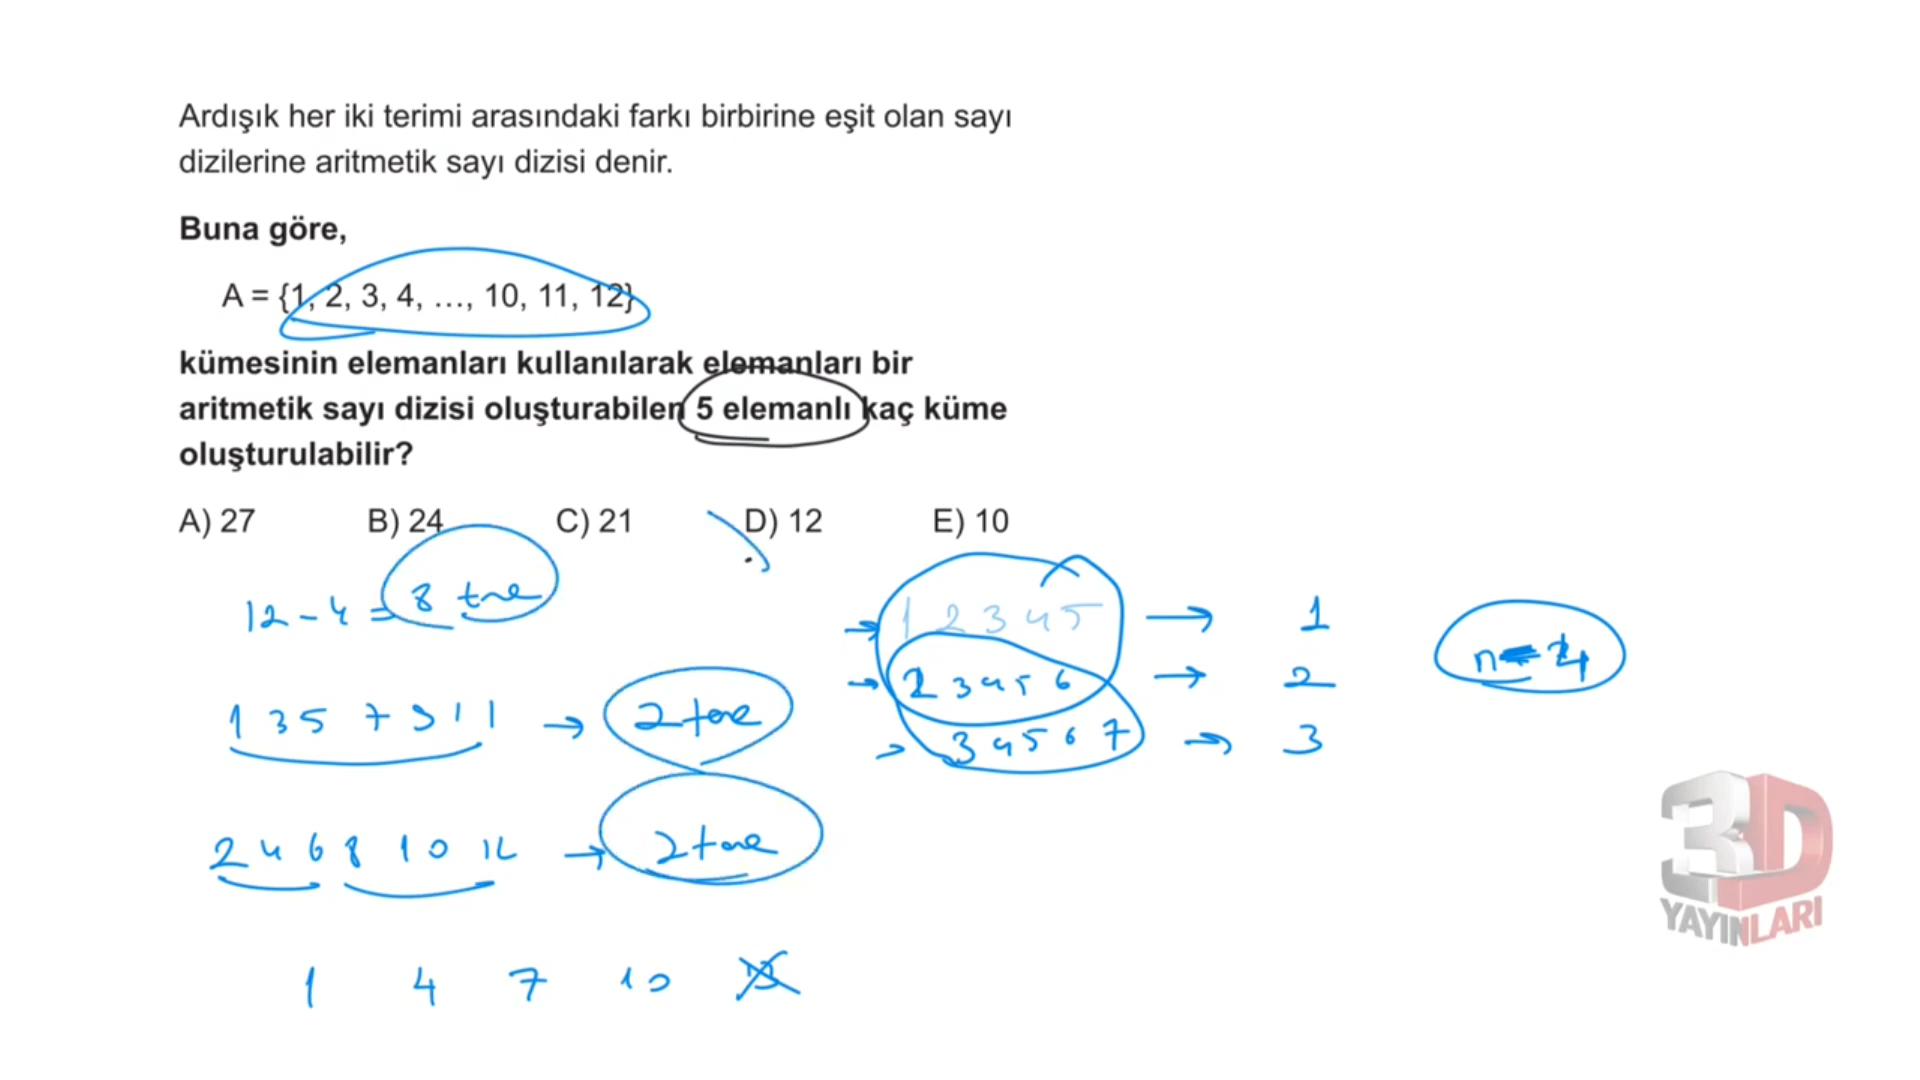 Ardışık her iki terimi arasındaki farkı birbirine eşit olan sayı
dizilerine aritmetik sayı dizisi denir.
Buna göre,
A = {1, 2, 3, 4, ..., 10, 11, 12}
kümesinin elemanları kullanılarak elemanları bir
aritmetik sayı dizisi oluşturabilen 5 elemanlı kaç küme
oluşturulabilir?
A) 27 B) 24 C) 21 D) 12 E) 10
12 - 4 = 8 tne
1 3 5 7 9 11 → 2 tane
2 4 6 8 10 12 → 2 tane
1 4 7 10
→ 1 2 3 4 5 → 1
→ 2 3 4 5 6 → 2
→ 3 4 5 6 7 → 3
n - 4
3D
YAYINLARI